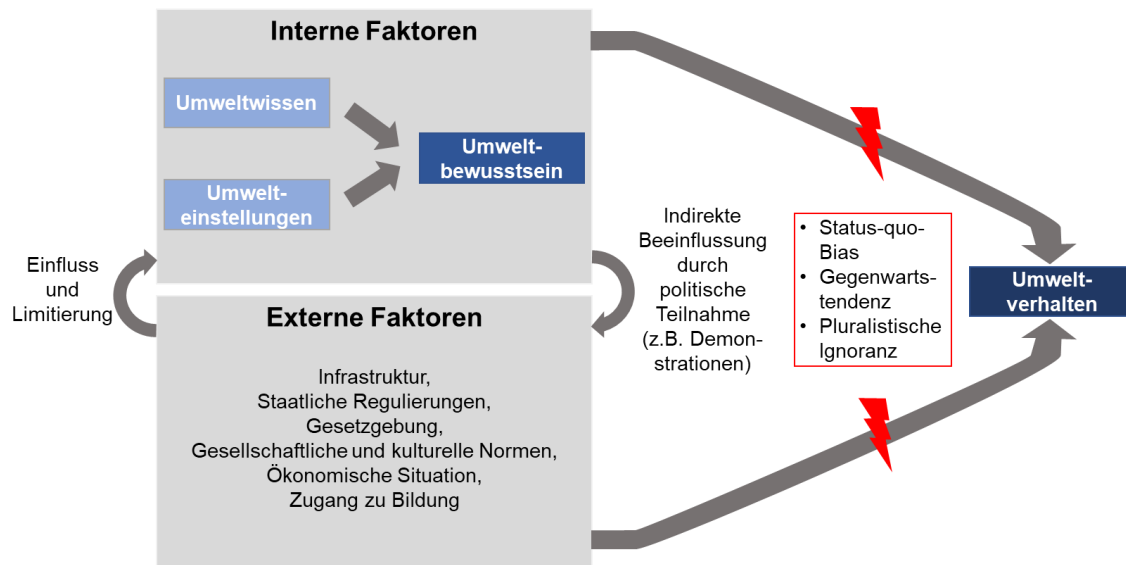 Interne Faktoren
Umweltwissen
Umwelt-
einstellungen
Umwelt-
bewusstsein
Einfluss
und
Limitierung
Indirekte
Beeinflussung
durch
politische
Teilnahme
(z.B. Demon-
strationen)
• Status-quo-
Bias
• Gegenwarts-
tendenz
• Pluralistische
Ignoranz
Umwelt-
verhalten
Externe Faktoren
Infrastruktur,
Staatliche Regulierungen,
Gesetzgebung,
Gesellschaftliche und kulturelle Normen,
Ökonomische Situation,
Zugang zu Bildung